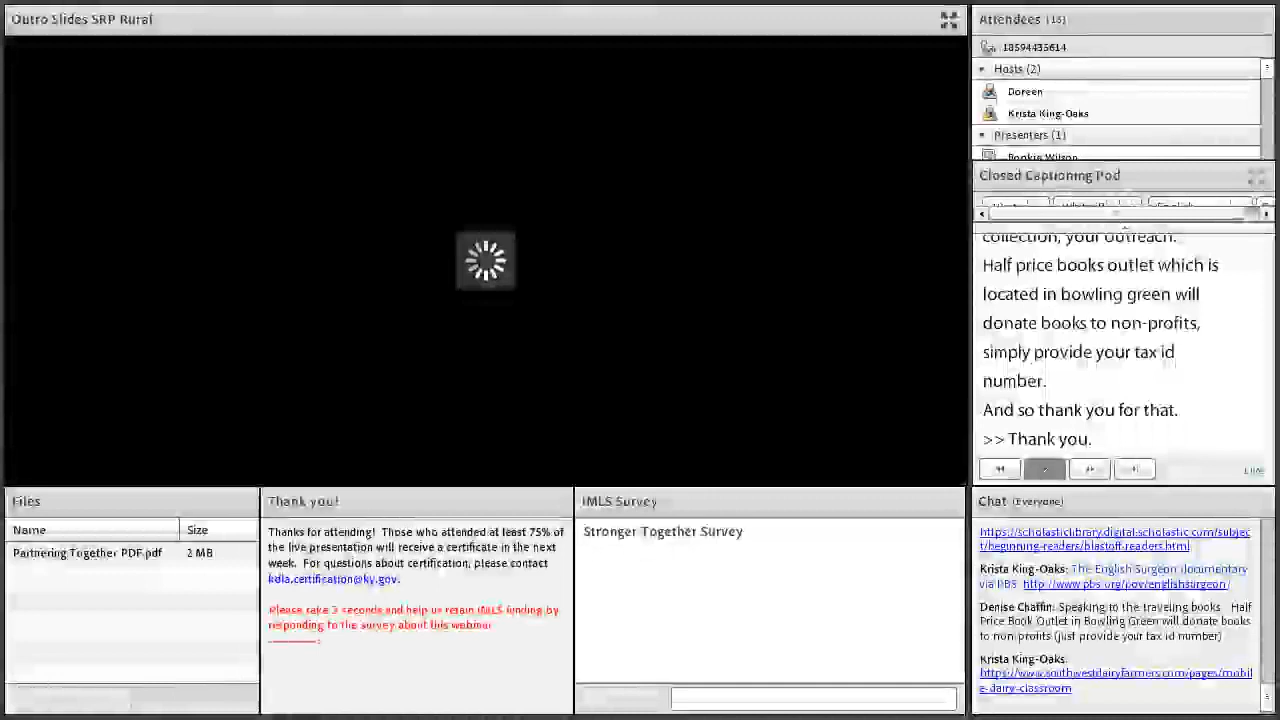 Outro Slides SRP Rural
Attendees (16)
18594435614
Hosts (2)
Doreen
Krista King-Oaks
Presenters (1)
Closed Captioning Pod
collection, your outreach.
Half price books outlet which is
located in bowling green will
donate books to non-profits,
simply provide your tax id
number.
And so thank you for that.
>> Thank you.
Files
Name Size
Partnering Together PDF.pdf 2 MB
Thank you!
Thanks for attending! Those who attended at least 75% of
the live presentation will receive a certificate in the next
week. For questions about certification, please contact
kdla.certification@ky.gov.
Please take 3 seconds and help us retain IMLS funding by
responding to the survey about this webinar
IMLS Survey
Stronger Together Survey
Chat (Everyone)
https://scholasticlibrary.digital.scholastic.com/subjec
t/beginning-readers/blastoff-readers.html
Krista King-Oaks: The English Surgeon documentary
via PBS http://www.pbs.org/pov/englishsurgeon/
Denise Chaffin: Speaking to the traveling books Half
Price Book Outlet in Bowling Green will donate books
to non profits (just provide your tax id number)
Krista King-Oaks:
https://www.southwestdairyfarmers.com/pages/mobil
e-dairy-classroom